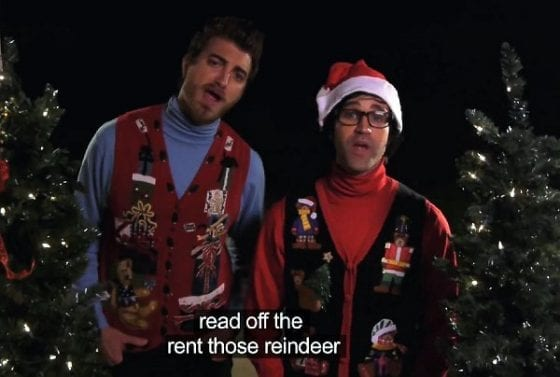 read off the
rent those reindeer